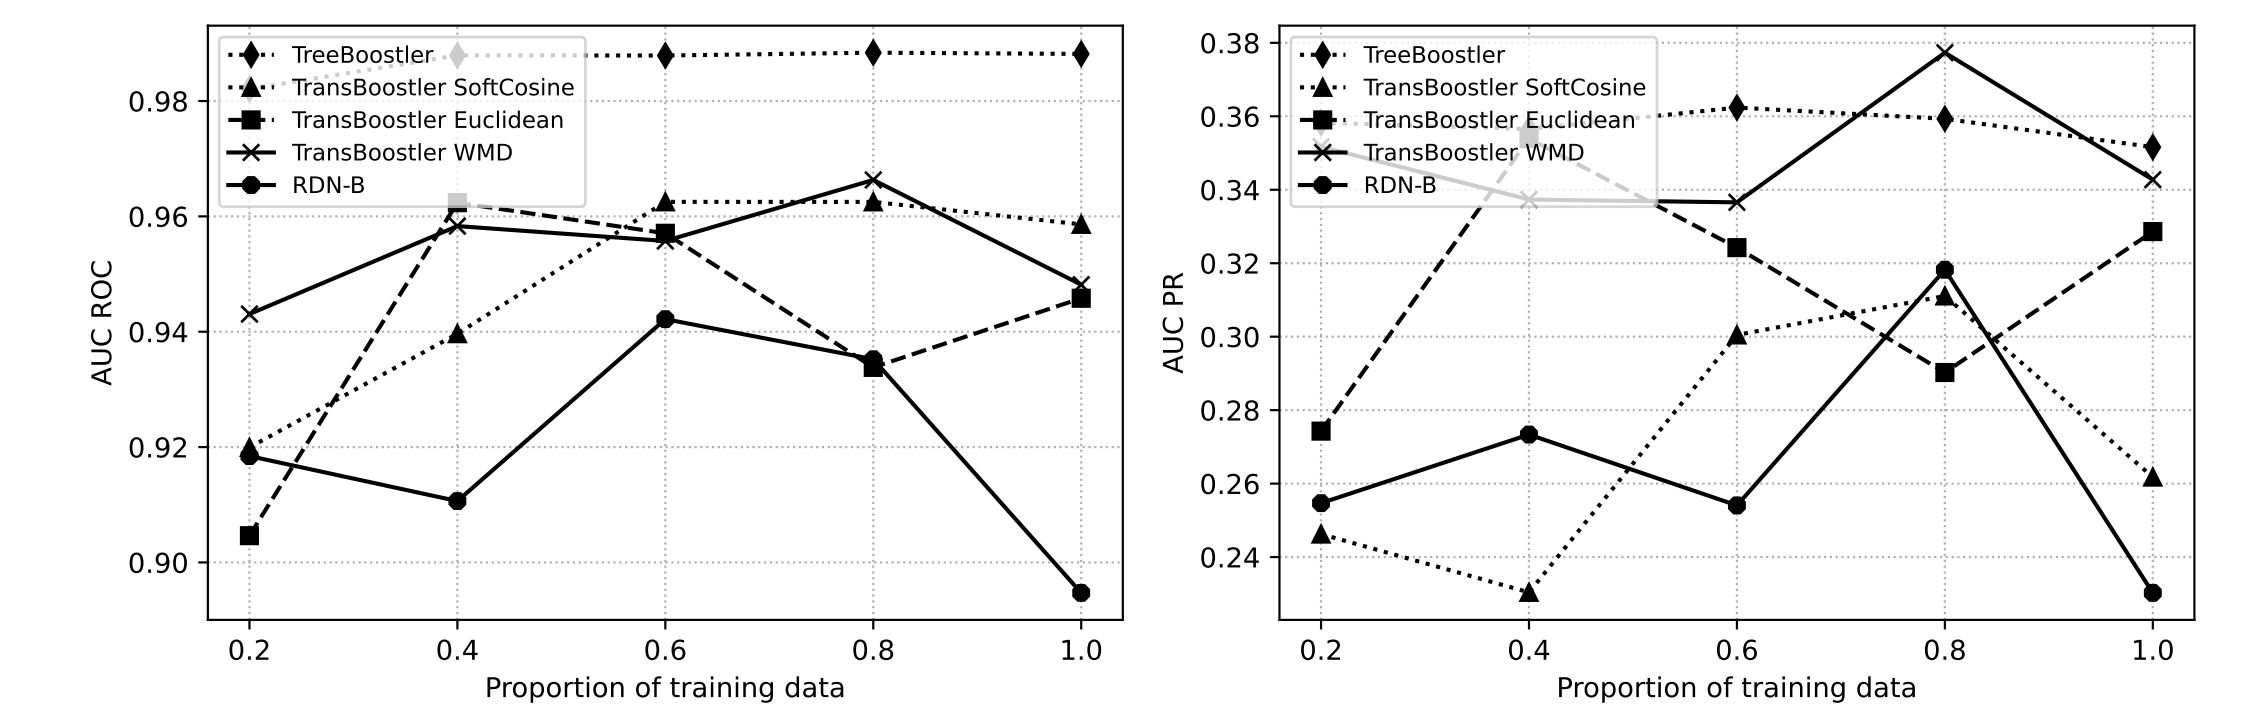 TreeBoostler
TransBoostler SoftCosine
TransBoostler Euclidean
TransBoostler WMD
RDN-B
0.98
0.96
0.94
0.92
0.90
AUC ROC
0.2 0.4 0.6 0.8 1.0
Proportion of training data
TreeBoostler
TransBoostler SoftCosine
TransBoostler Euclidean
TransBoostler WMD
RDN-B
0.38
0.36
0.34
0.32
0.30
0.28
0.26
0.24
AUC PR
0.2 0.4 0.6 0.8 1.0
Proportion of training data